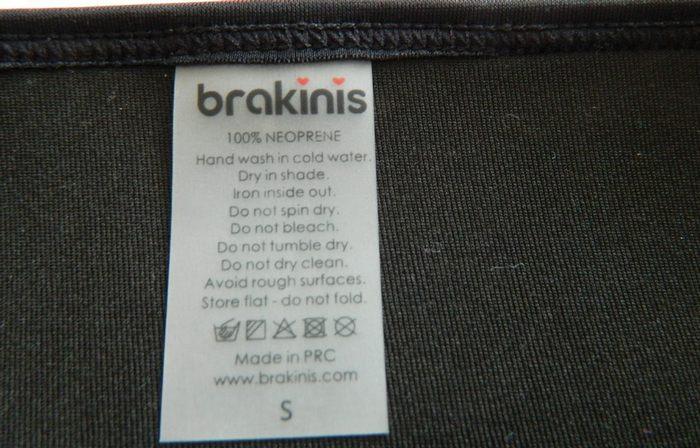 brakinis
100% NEOPRENE
Hand wash in cold water.
Dry in shade.
Iron inside out.
Do not spin dry.
Do not bleach.
Do not tumble dry.
Do not dry clean.
Avoid rough surfaces.
Store flat - do not fold.
Made in PRC
www.brakinis.com
S